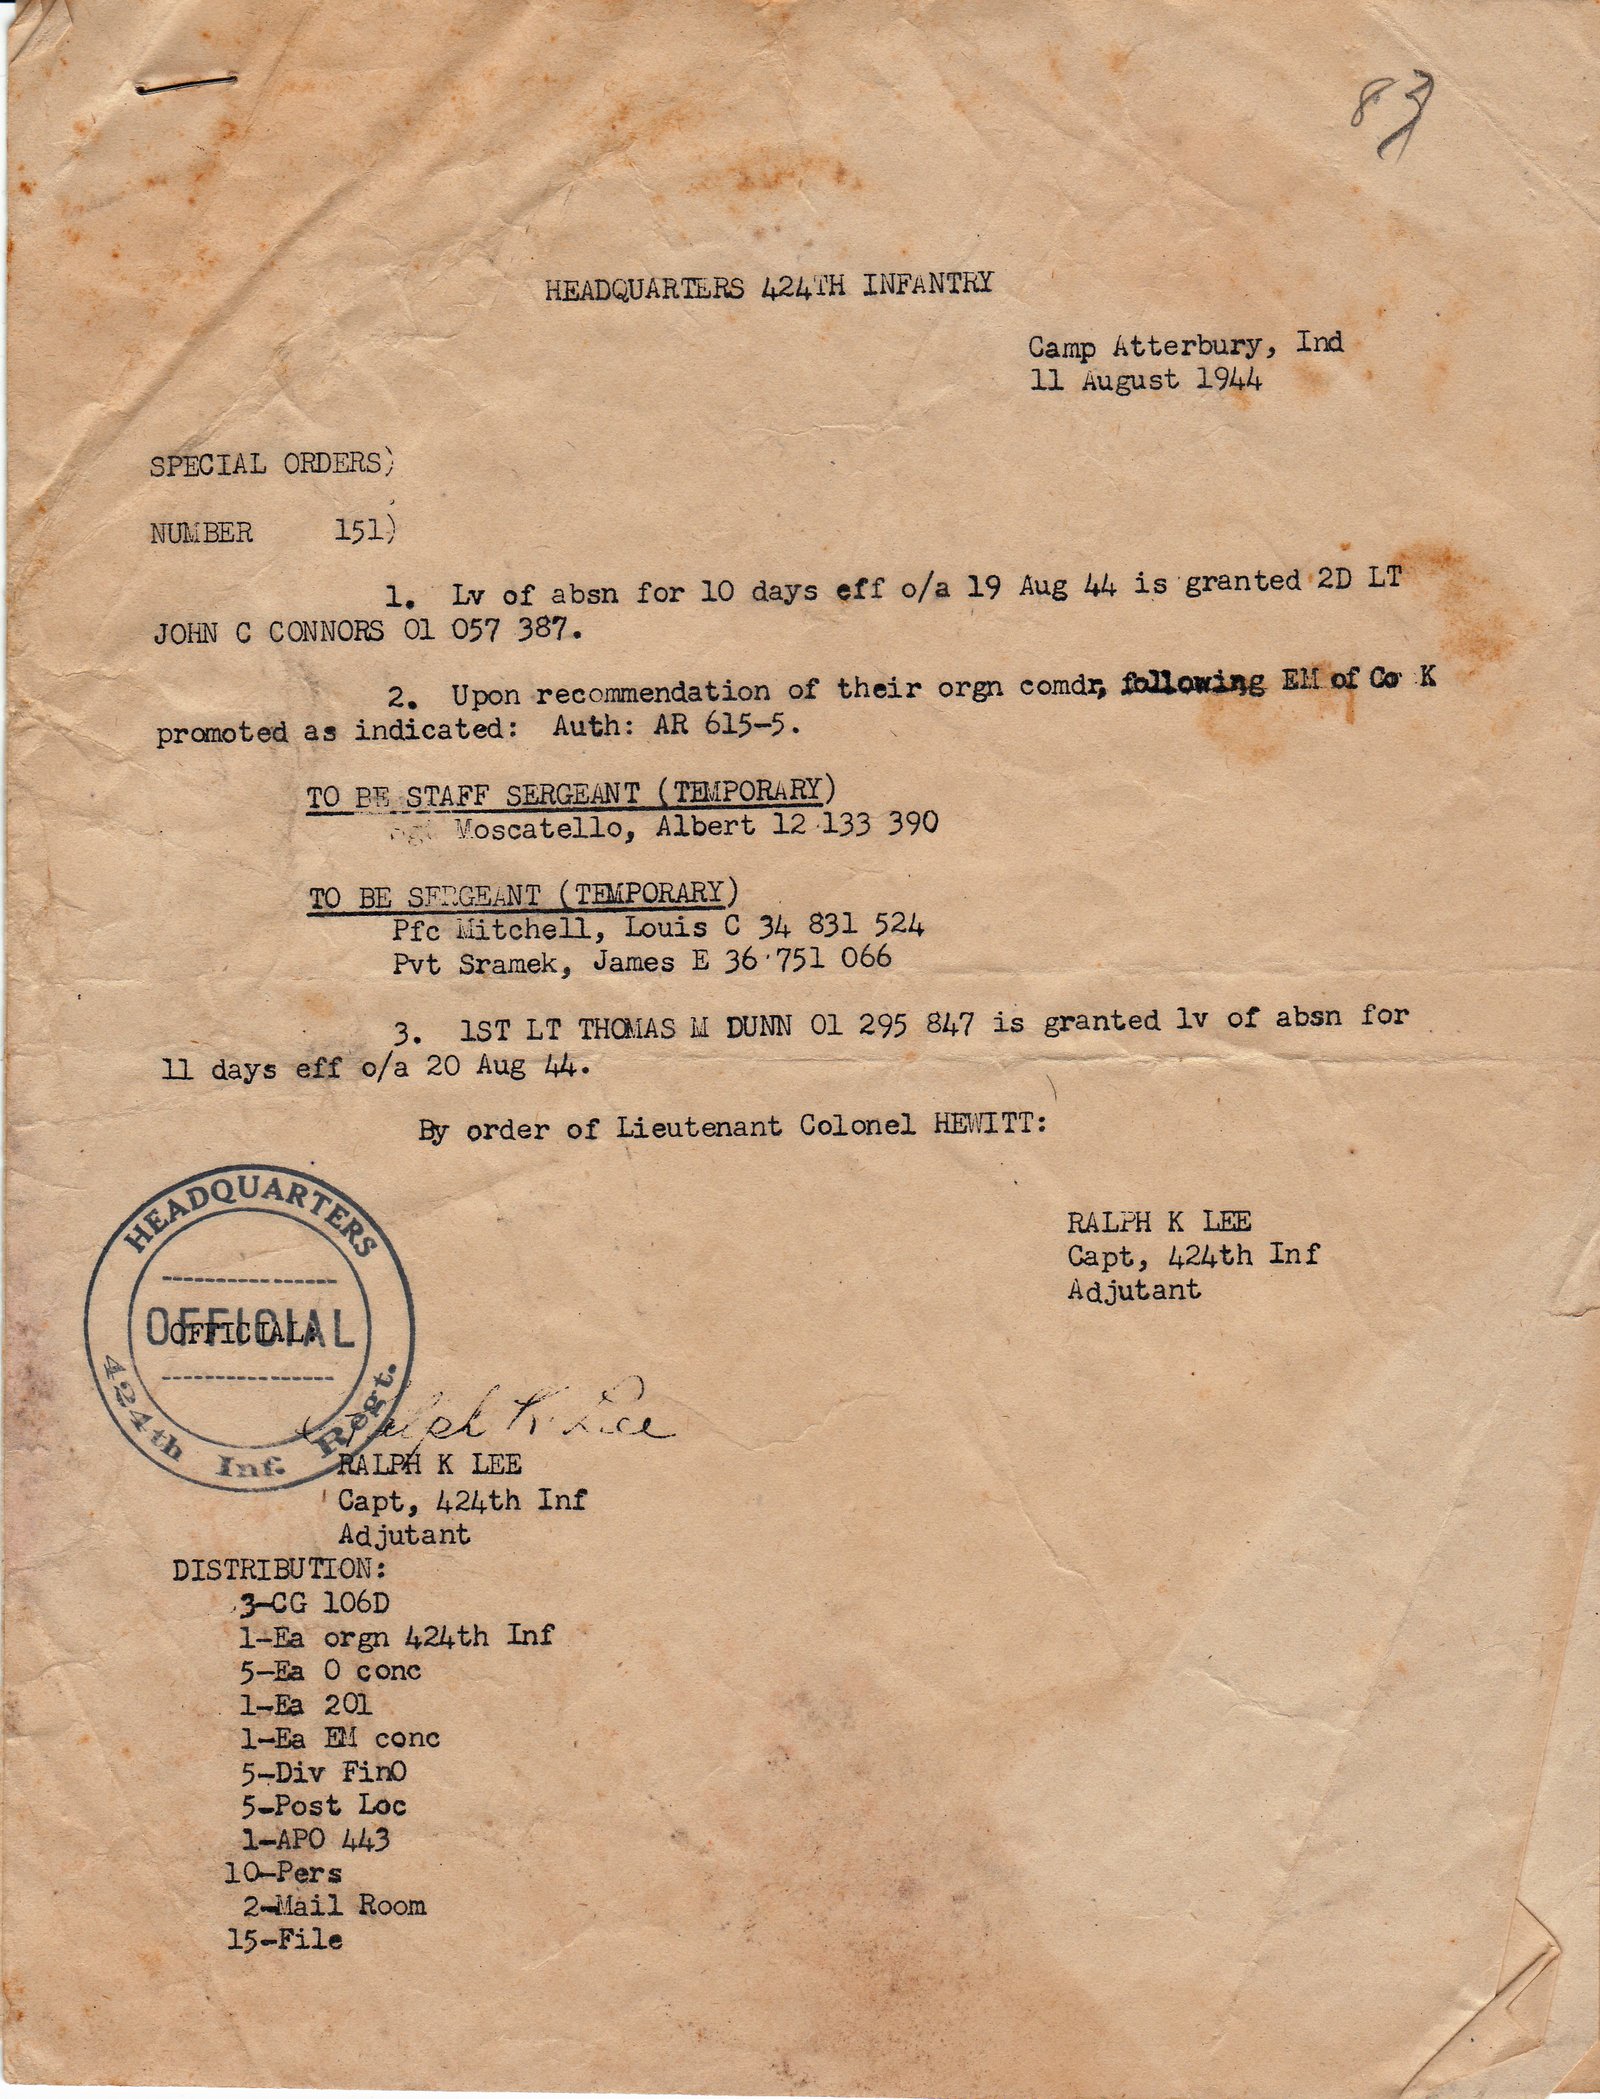 83
HEADQUARTERS 424TH INFANTRY
Camp Atterbury, Ind
11 August 1944
SPECIAL ORDERS)
NUMBER 151)
1. Lv of absn for 10 days eff o/a 19 Aug 44 is granted 2D LT
JOHN C CONNORS 01 057 387.
2. Upon recommendation of their orgn comdr, following EM of Co K
promoted as indicated: Auth: AR 615-5.
TO BE STAFF SERGEANT (TEMPORARY)
Sgt Moscatello, Albert 12 133 390
TO BE SERGEANT (TEMPORARY)
Pfc Mitchell, Louis C 34 831 524
Pvt Sramek, James E 36 751 066
3. 1ST LT THOMAS M DUNN 01 295 847 is granted lv of absn for
11 days eff o/a 20 Aug 44.
By order of Lieutenant Colonel HEWITT:
RALPH K LEE
Capt, 424th Inf
Adjutant
HEADQUARTERS
OFFICIAL
424th Inf. Regt.
OFFICIAL:
Ralph K Lee
RALPH K LEE
Capt, 424th Inf
Adjutant
DISTRIBUTION:
3-CG 106D
1-Ea orgn 424th Inf
5-Ea O conc
1-Ea 201
1-Ea EM conc
5-Div FinO
5-Post Loc
1-APO 443
10-Pers
2-Mail Room
15-File